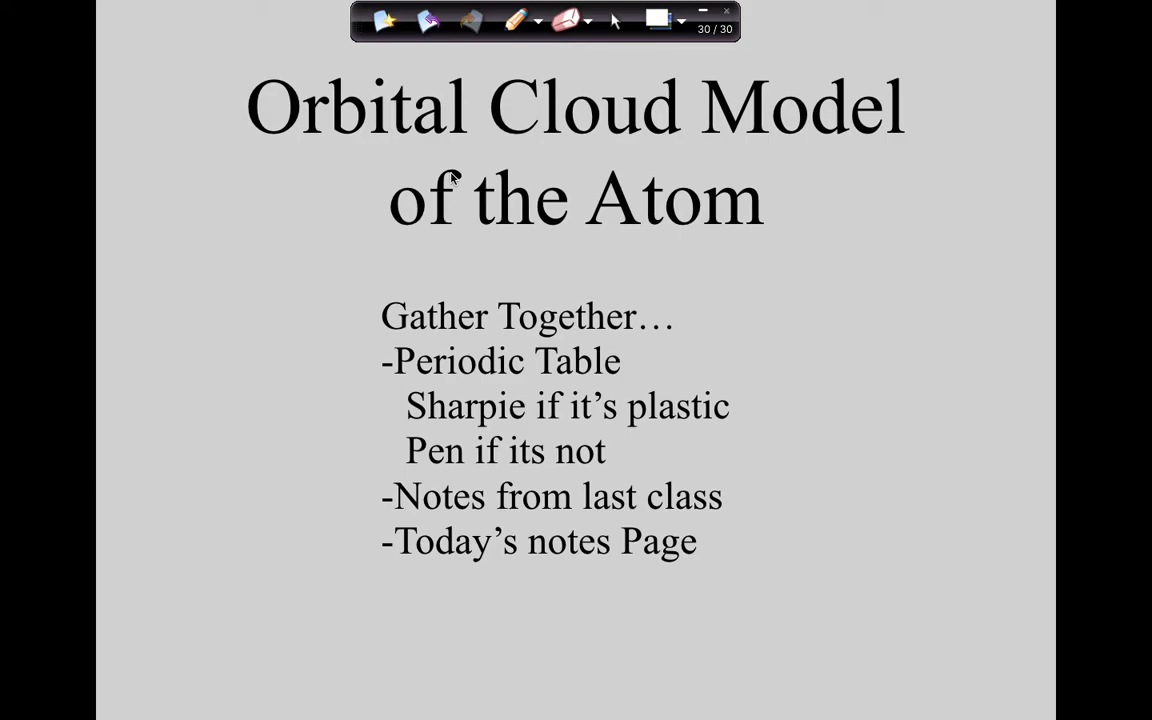 30 / 30
Orbital Cloud Model
of the Atom
Gather Together…
-Periodic Table
Sharpie if it’s plastic
Pen if its not
-Notes from last class
-Today’s notes Page